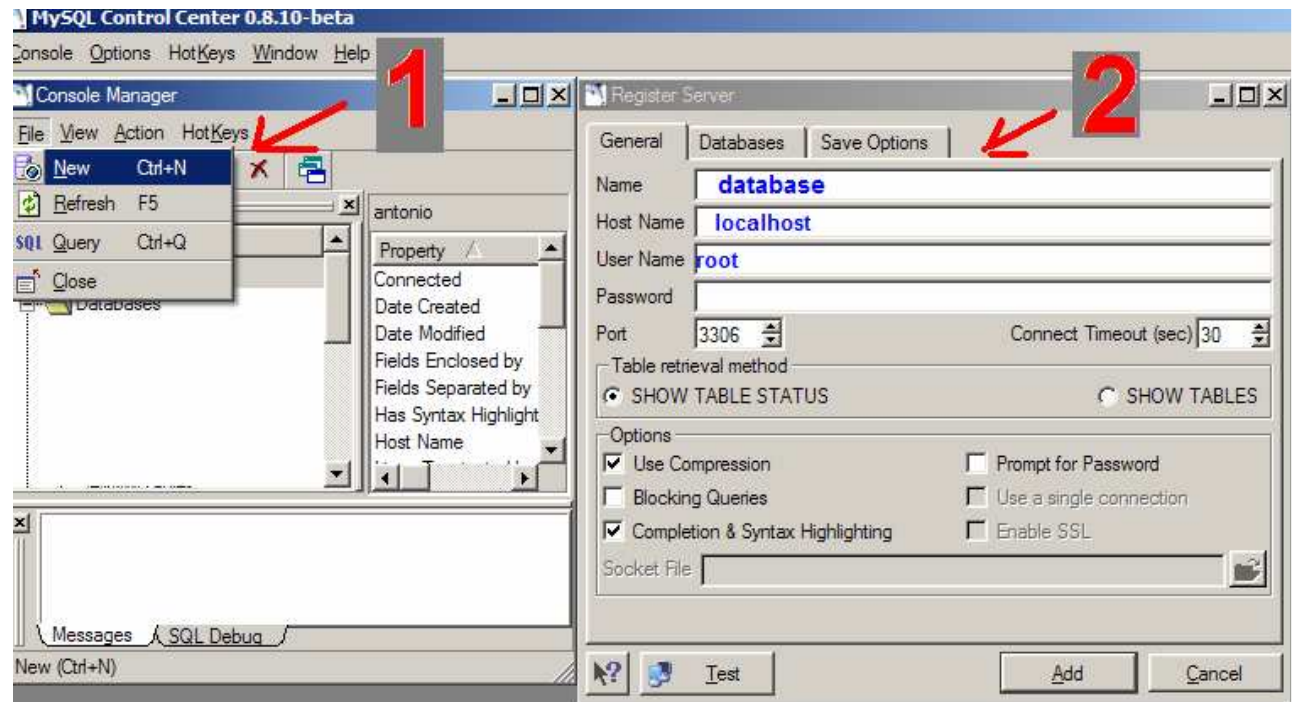 MySQL Control Center 0.8.10-beta
Console Options HotKeys Window Help
1
2
Console Manager
File View Action HotKeys
New Ctrl+N
Refresh F5
SQL Query Ctrl+Q
Close
Databases
antonio
Property
Connected
Date Created
Date Modified
Fields Enclosed by
Fields Separated by
Has Syntax Highlight
Host Name
Messages SQL Debug
New (Ctrl+N)
Register Server
General Databases Save Options
Name database
Host Name localhost
User Name root
Password
Port 3306 Connect Timeout (sec) 30
Table retrieval method
SHOW TABLE STATUS SHOW TABLES
Options
Use Compression Prompt for Password
Blocking Queries Use a single connection
Completion & Syntax Highlighting Enable SSL
Socket File
? Test Add Cancel